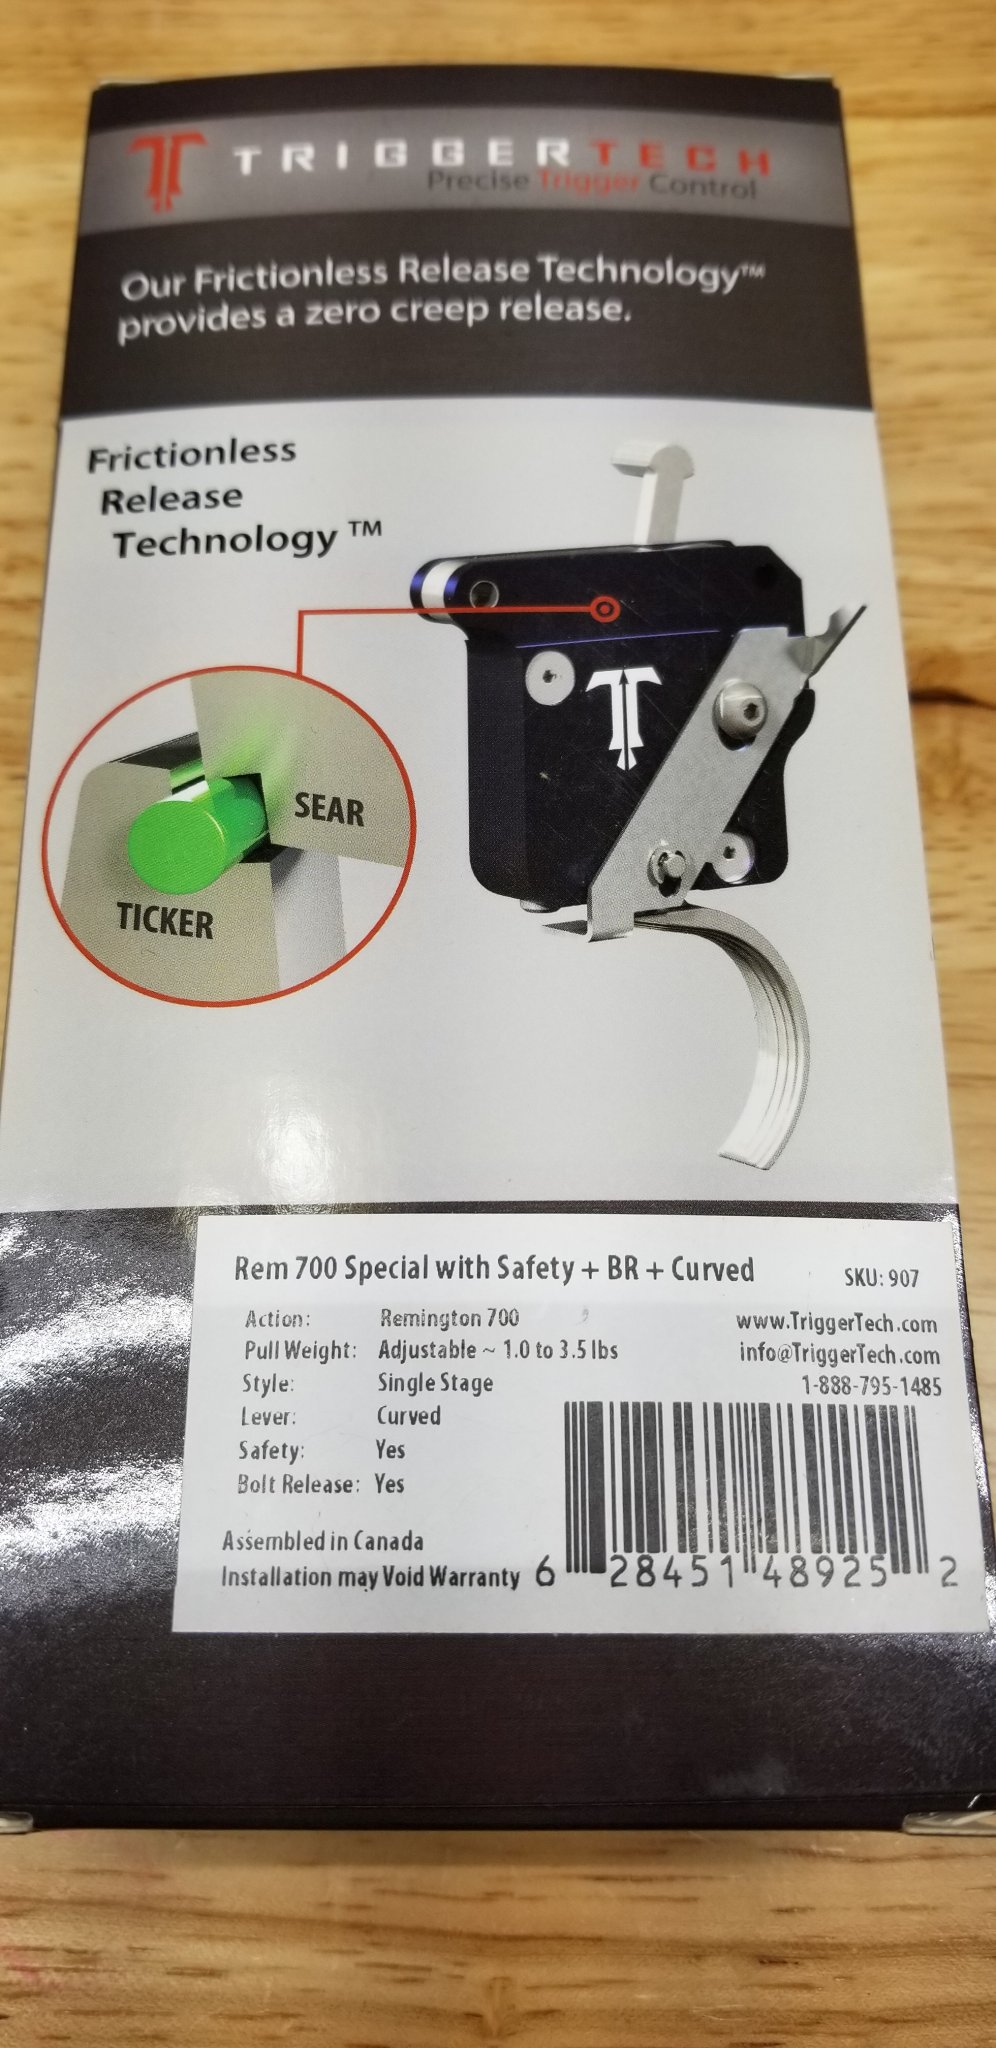 TRIGGERTECH
Precise Trigger Control
Our Frictionless Release Technology™
provides a zero creep release.
Frictionless
Release
Technology ™
SEAR
TICKER
Rem 700 Special with Safety + BR + Curved
SKU: 907
Action: Remington 700
www.TriggerTech.com
Pull Weight: Adjustable ~ 1.0 to 3.5 lbs
info@TriggerTech.com
Style: Single Stage
1-888-795-1485
Lever: Curved
Safety: Yes
Bolt Release: Yes
Assembled in Canada
Installation may Void Warranty
6 28451 48925 2